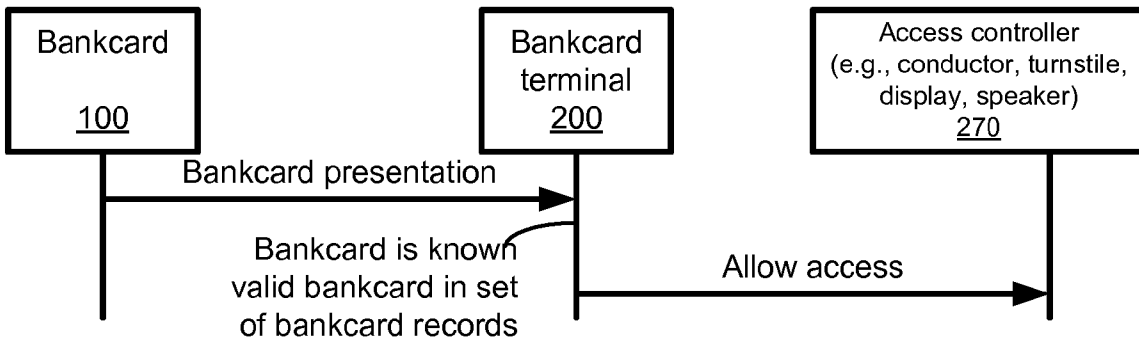 Bankcard
100
Bankcard
terminal
200
Access controller
(e.g., conductor, turnstile,
display, speaker)
270
Bankcard presentation
Bankcard is known
valid bankcard in set
of bankcard records
Allow access